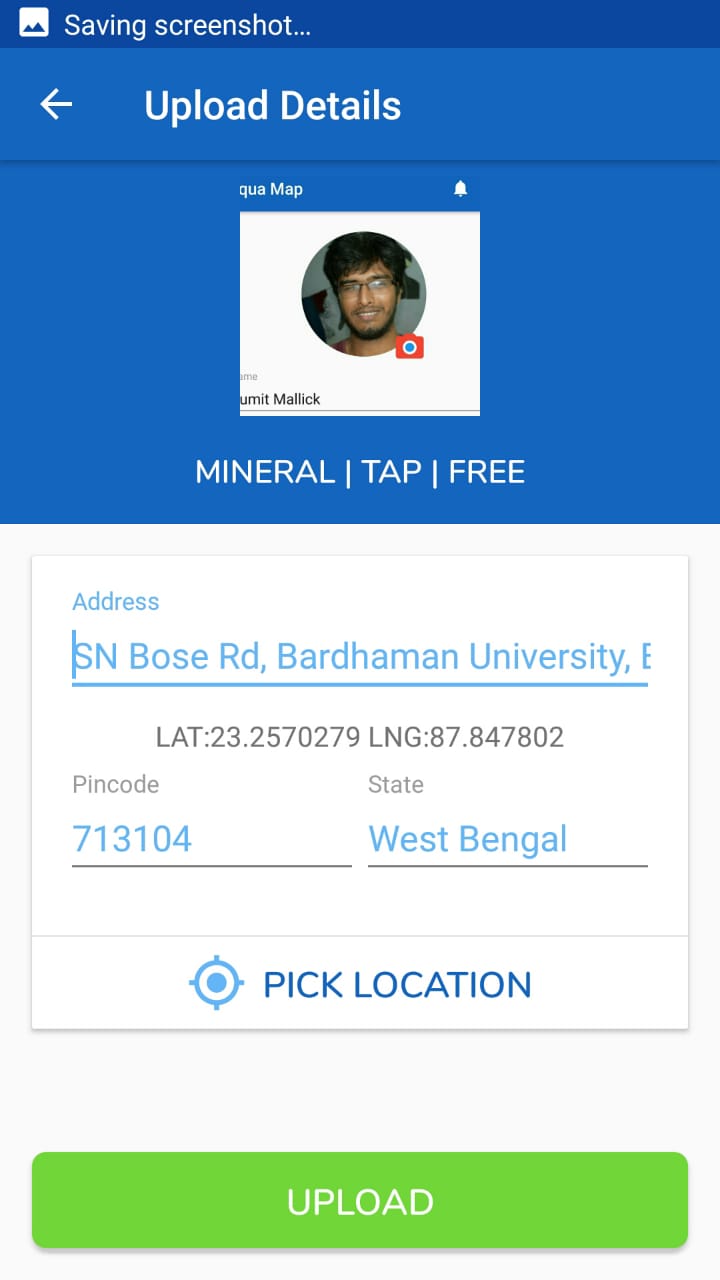 Saving screenshot...
Upload Details
qua Map
ame
umit Mallick
MINERAL | TAP | FREE
Address
SN Bose Rd, Bardhaman University,
LAT:23.2570279 LNG:87.847802
Pincode State
713104 West Bengal
PICK LOCATION
UPLOAD